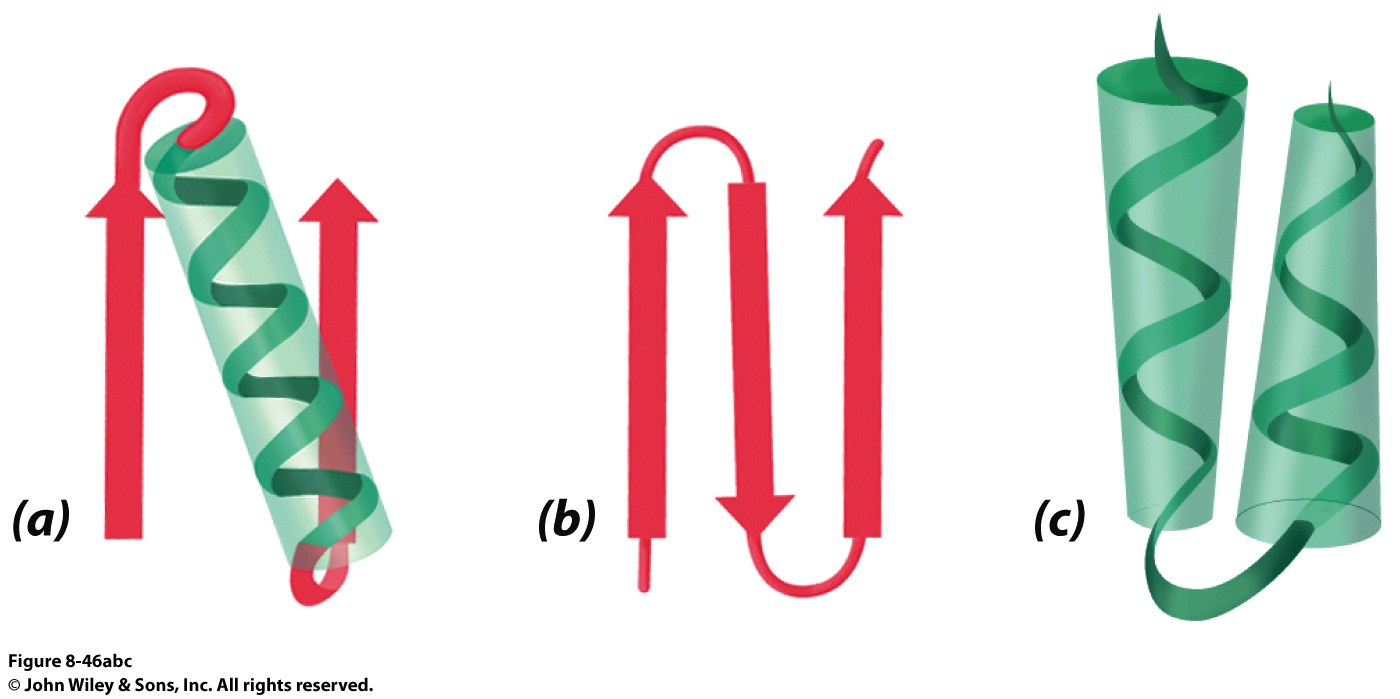 (a)
(b)
(c)
Figure 8-46abc
© John Wiley & Sons, Inc. All rights reserved.